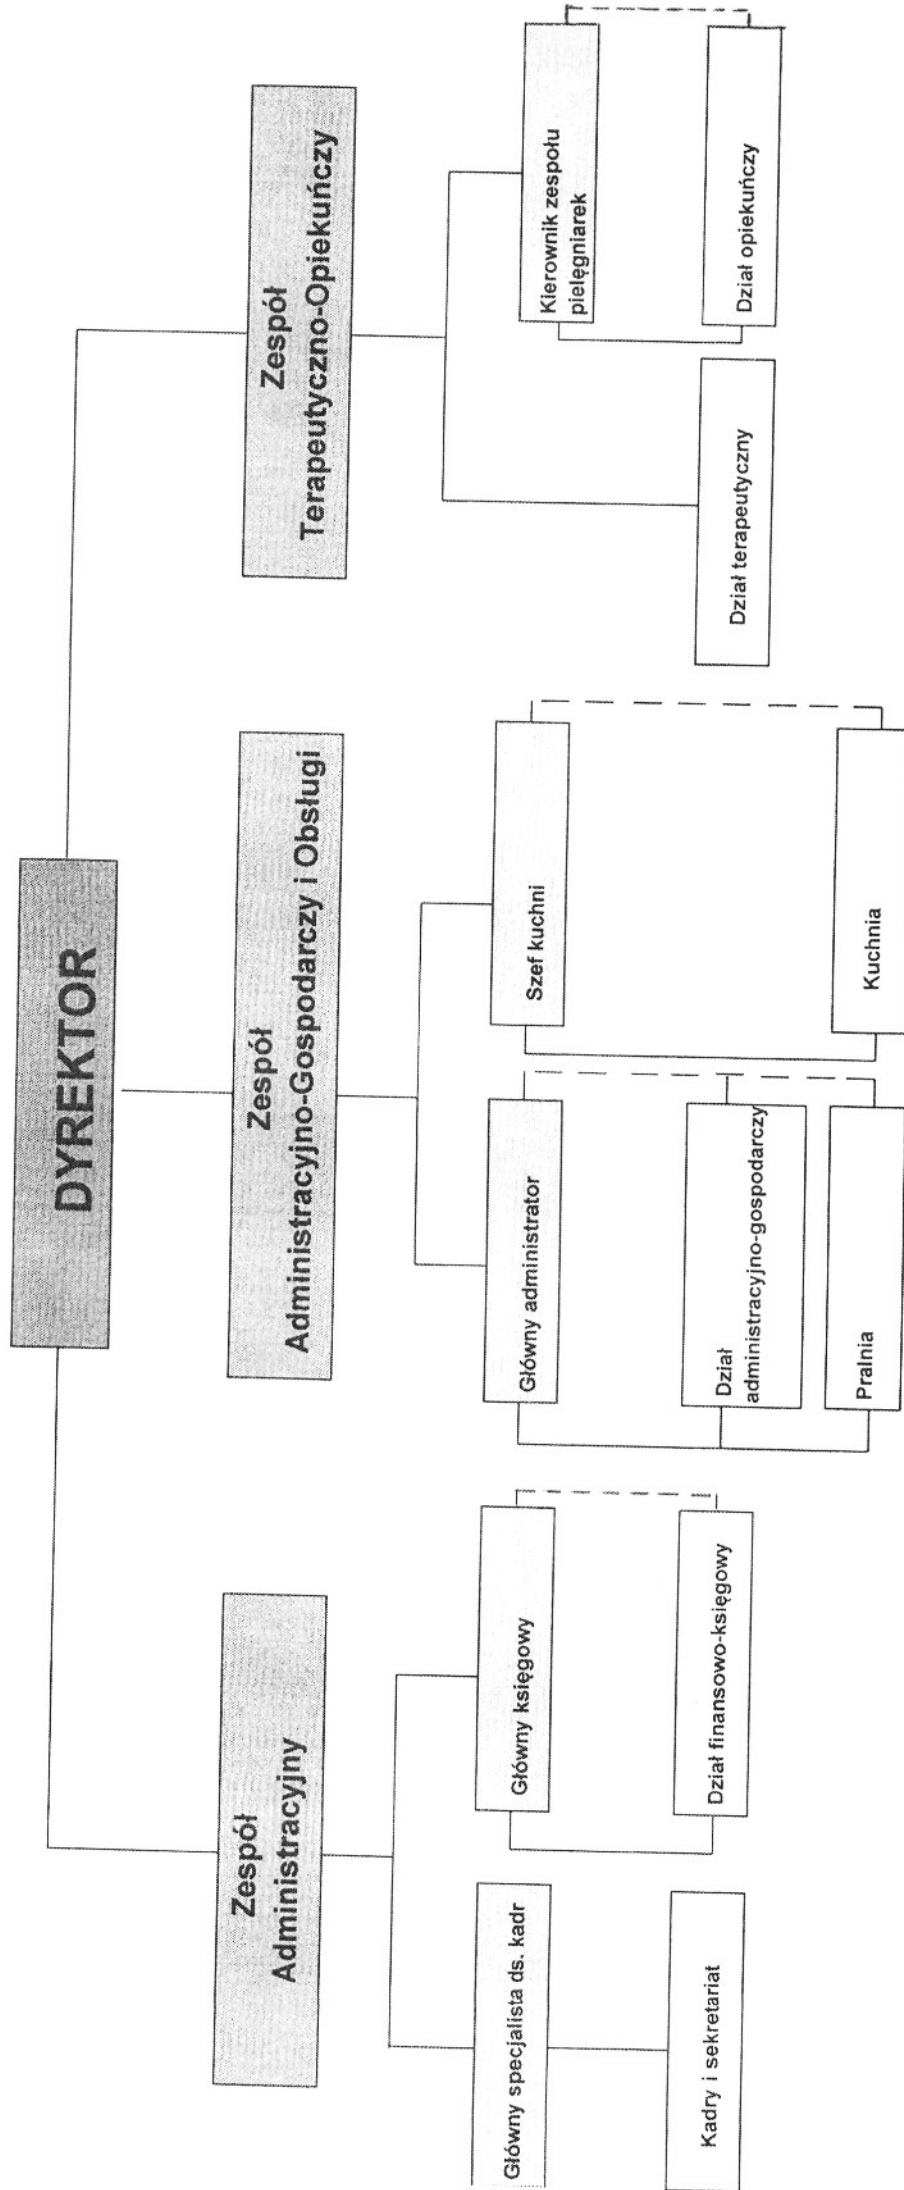 DYREKTOR
Zespół
Administracyjny
Zespół
Administracyjno-Gospodarczy i Obsługi
Zespół
Terapeutyczno-Opiekuńczy
Główny specjalista ds. kadr
Główny księgowy
Główny administrator
Szef kuchni
Kierownik zespołu
pielęgniarek
Kadry i sekretariat
Dział finansowo-księgowy
Dział
administracyjno-gospodarczy
Dział terapeutyczny
Dział opiekuńczy
Pralnia
Kuchnia